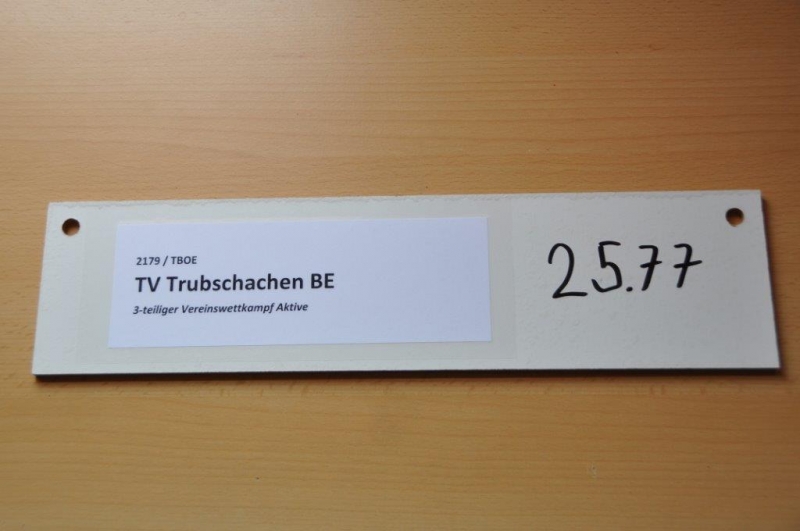 2179 / TBOE
TV Trubschachen BE
3-teiliger Vereinswettkampf Aktive
25.77